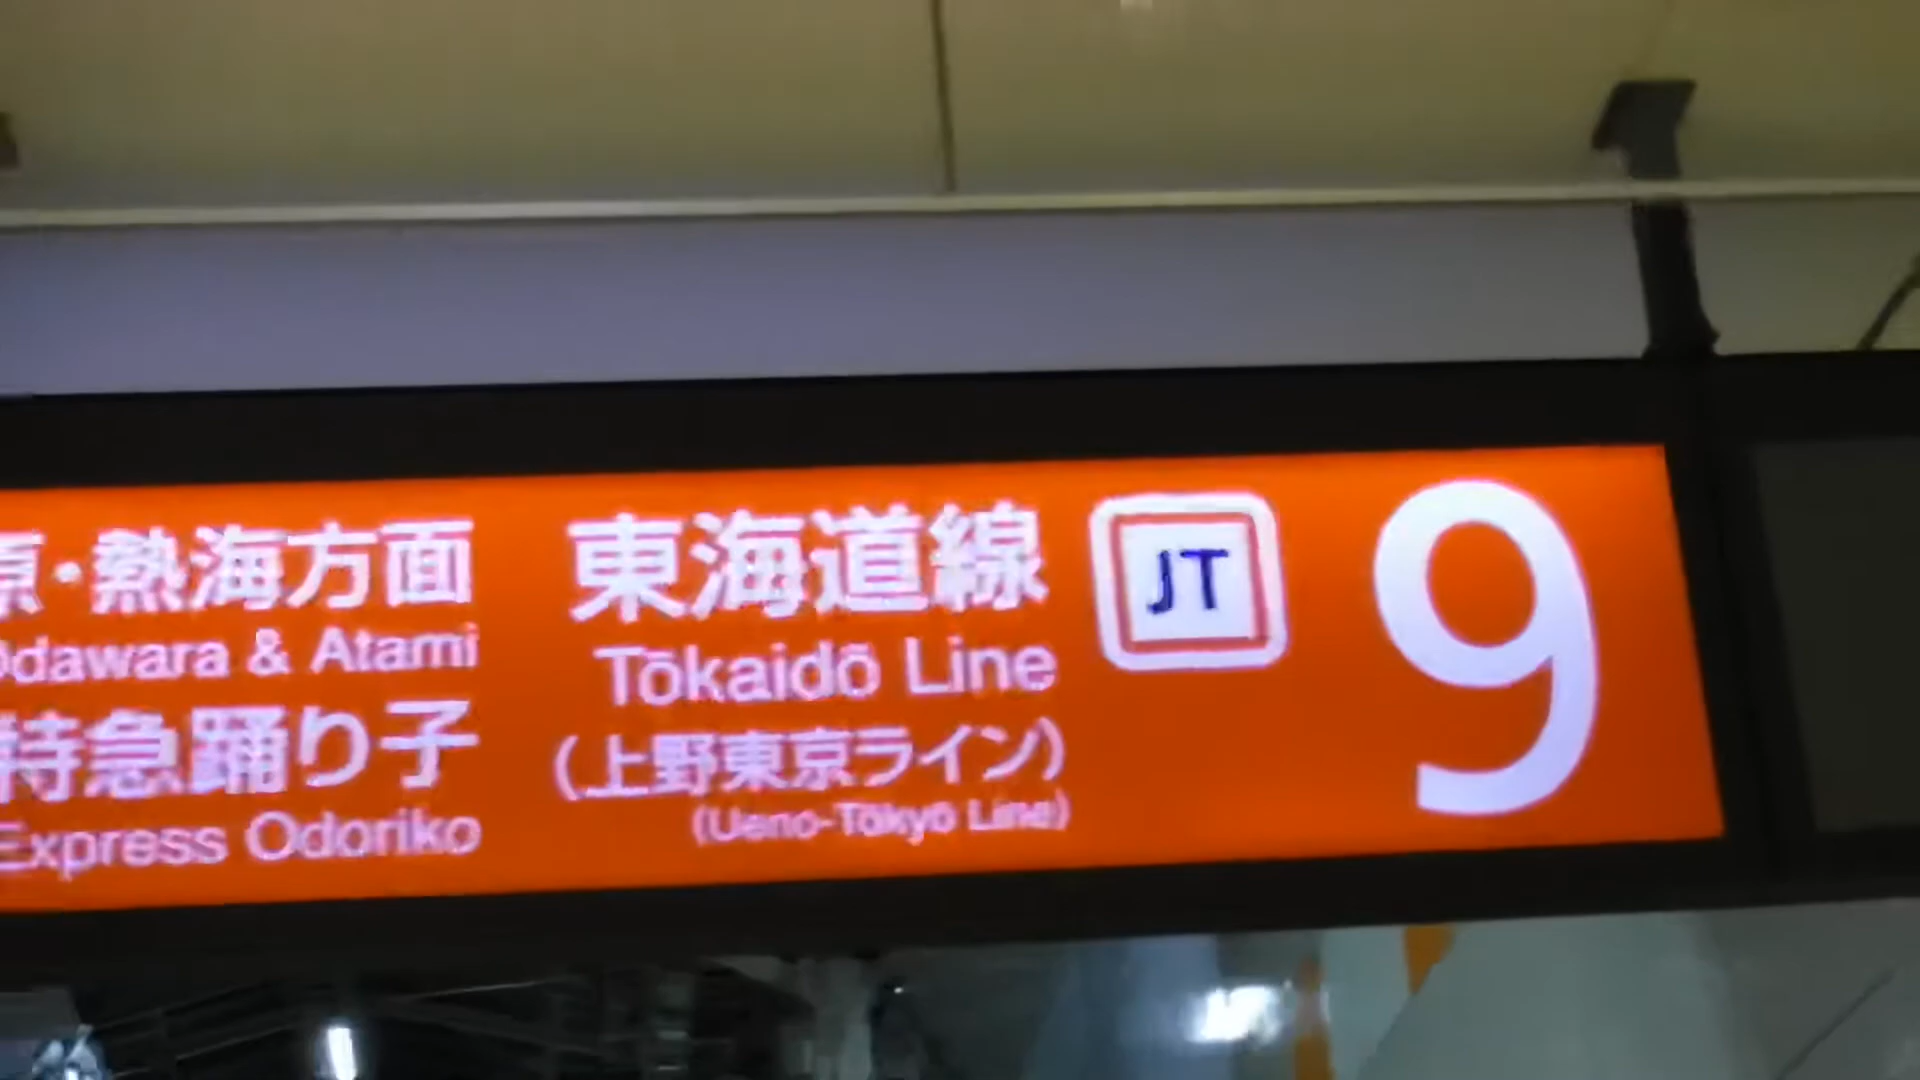 原・熱海方面
Odawara & Atami
特急踊り子
Express Odoriko
東海道線
Tōkaidō Line
(上野東京ライン)
(Ueno-Tōkyō Line)
JT
9